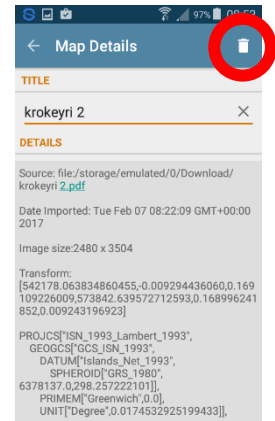 97%
Map Details
TITLE
krokeyri 2
DETAILS
Source: file:/storage/emulated/0/Download/
krokeyri 2.pdf
Date Imported: Tue Feb 07 08:22:09 GMT+00:00
2017
Image size:2480 x 3504
Transform:
[542178.063834860455,-0.009294436060,0.169
109226009,573842.639572712593,0.168996241
852,0.009243196923]
PROJCS["ISN_1993_Lambert_1993",
GEOGCS["GCS_ISN_1993",
DATUM["Islands_Net_1993",
SPHEROID["GRS_1980",
6378137.0,298.257222101]],
PRIMEM["Greenwich",0.0],
UNIT["Degree",0.0174532925199433]],